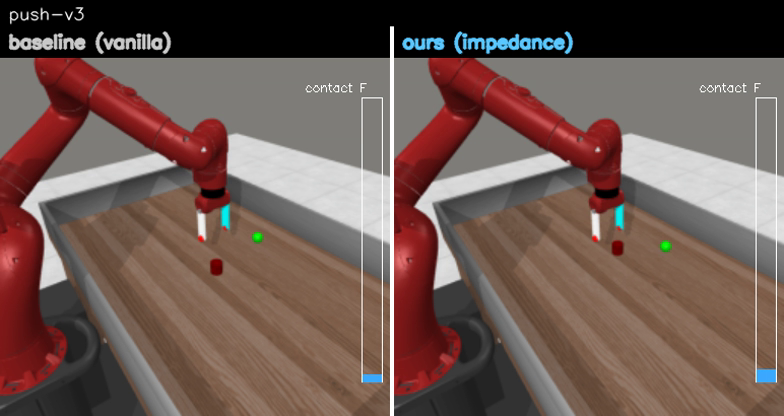 push-v3
baseline (vanilla)
ours (impedance)
contact F
contact F